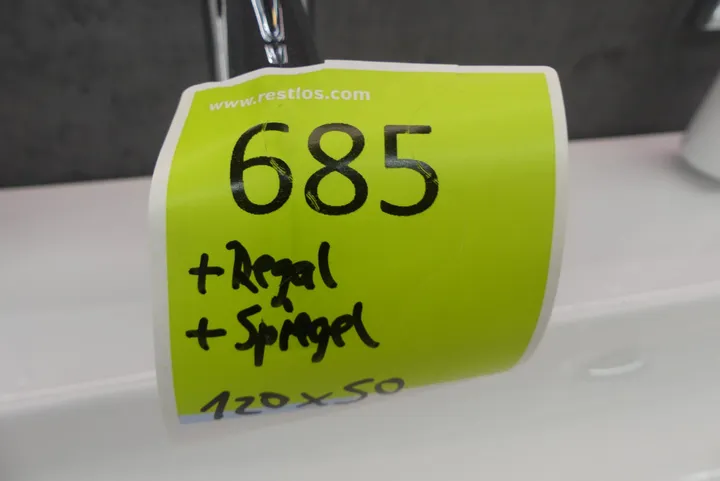 www.restlos.com
685
+ Regal
+ Spiegel
120x50